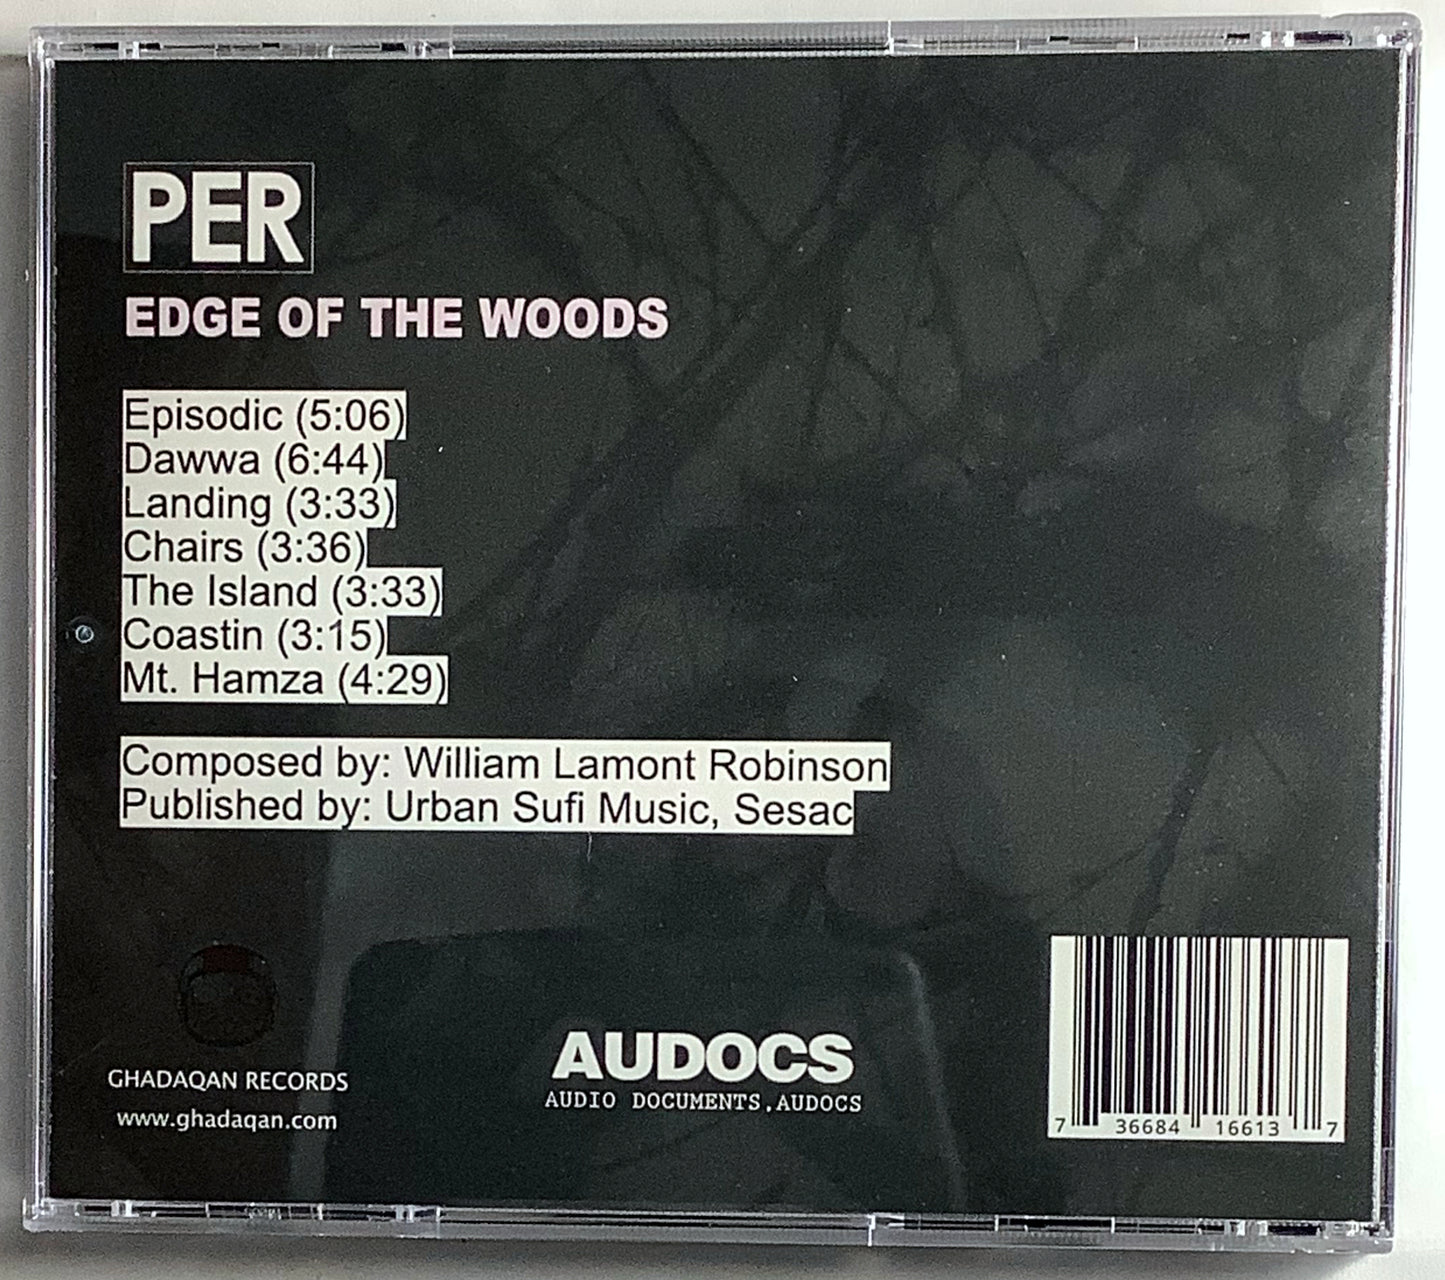 PER
EDGE OF THE WOODS
Episodic (5:06)
Dawwa (6:44)
Landing (3:33)
Chairs (3:36)
The Island (3:33)
Coastin (3:15)
Mt. Hamza (4:29)
Composed by: William Lamont Robinson
Published by: Urban Sufi Music, Sesac
GHADAQAN RECORDS
www.ghadaqan.com
AUDOCS
AUDIO DOCUMENTS.AUDOCS
7 36684 16613 7